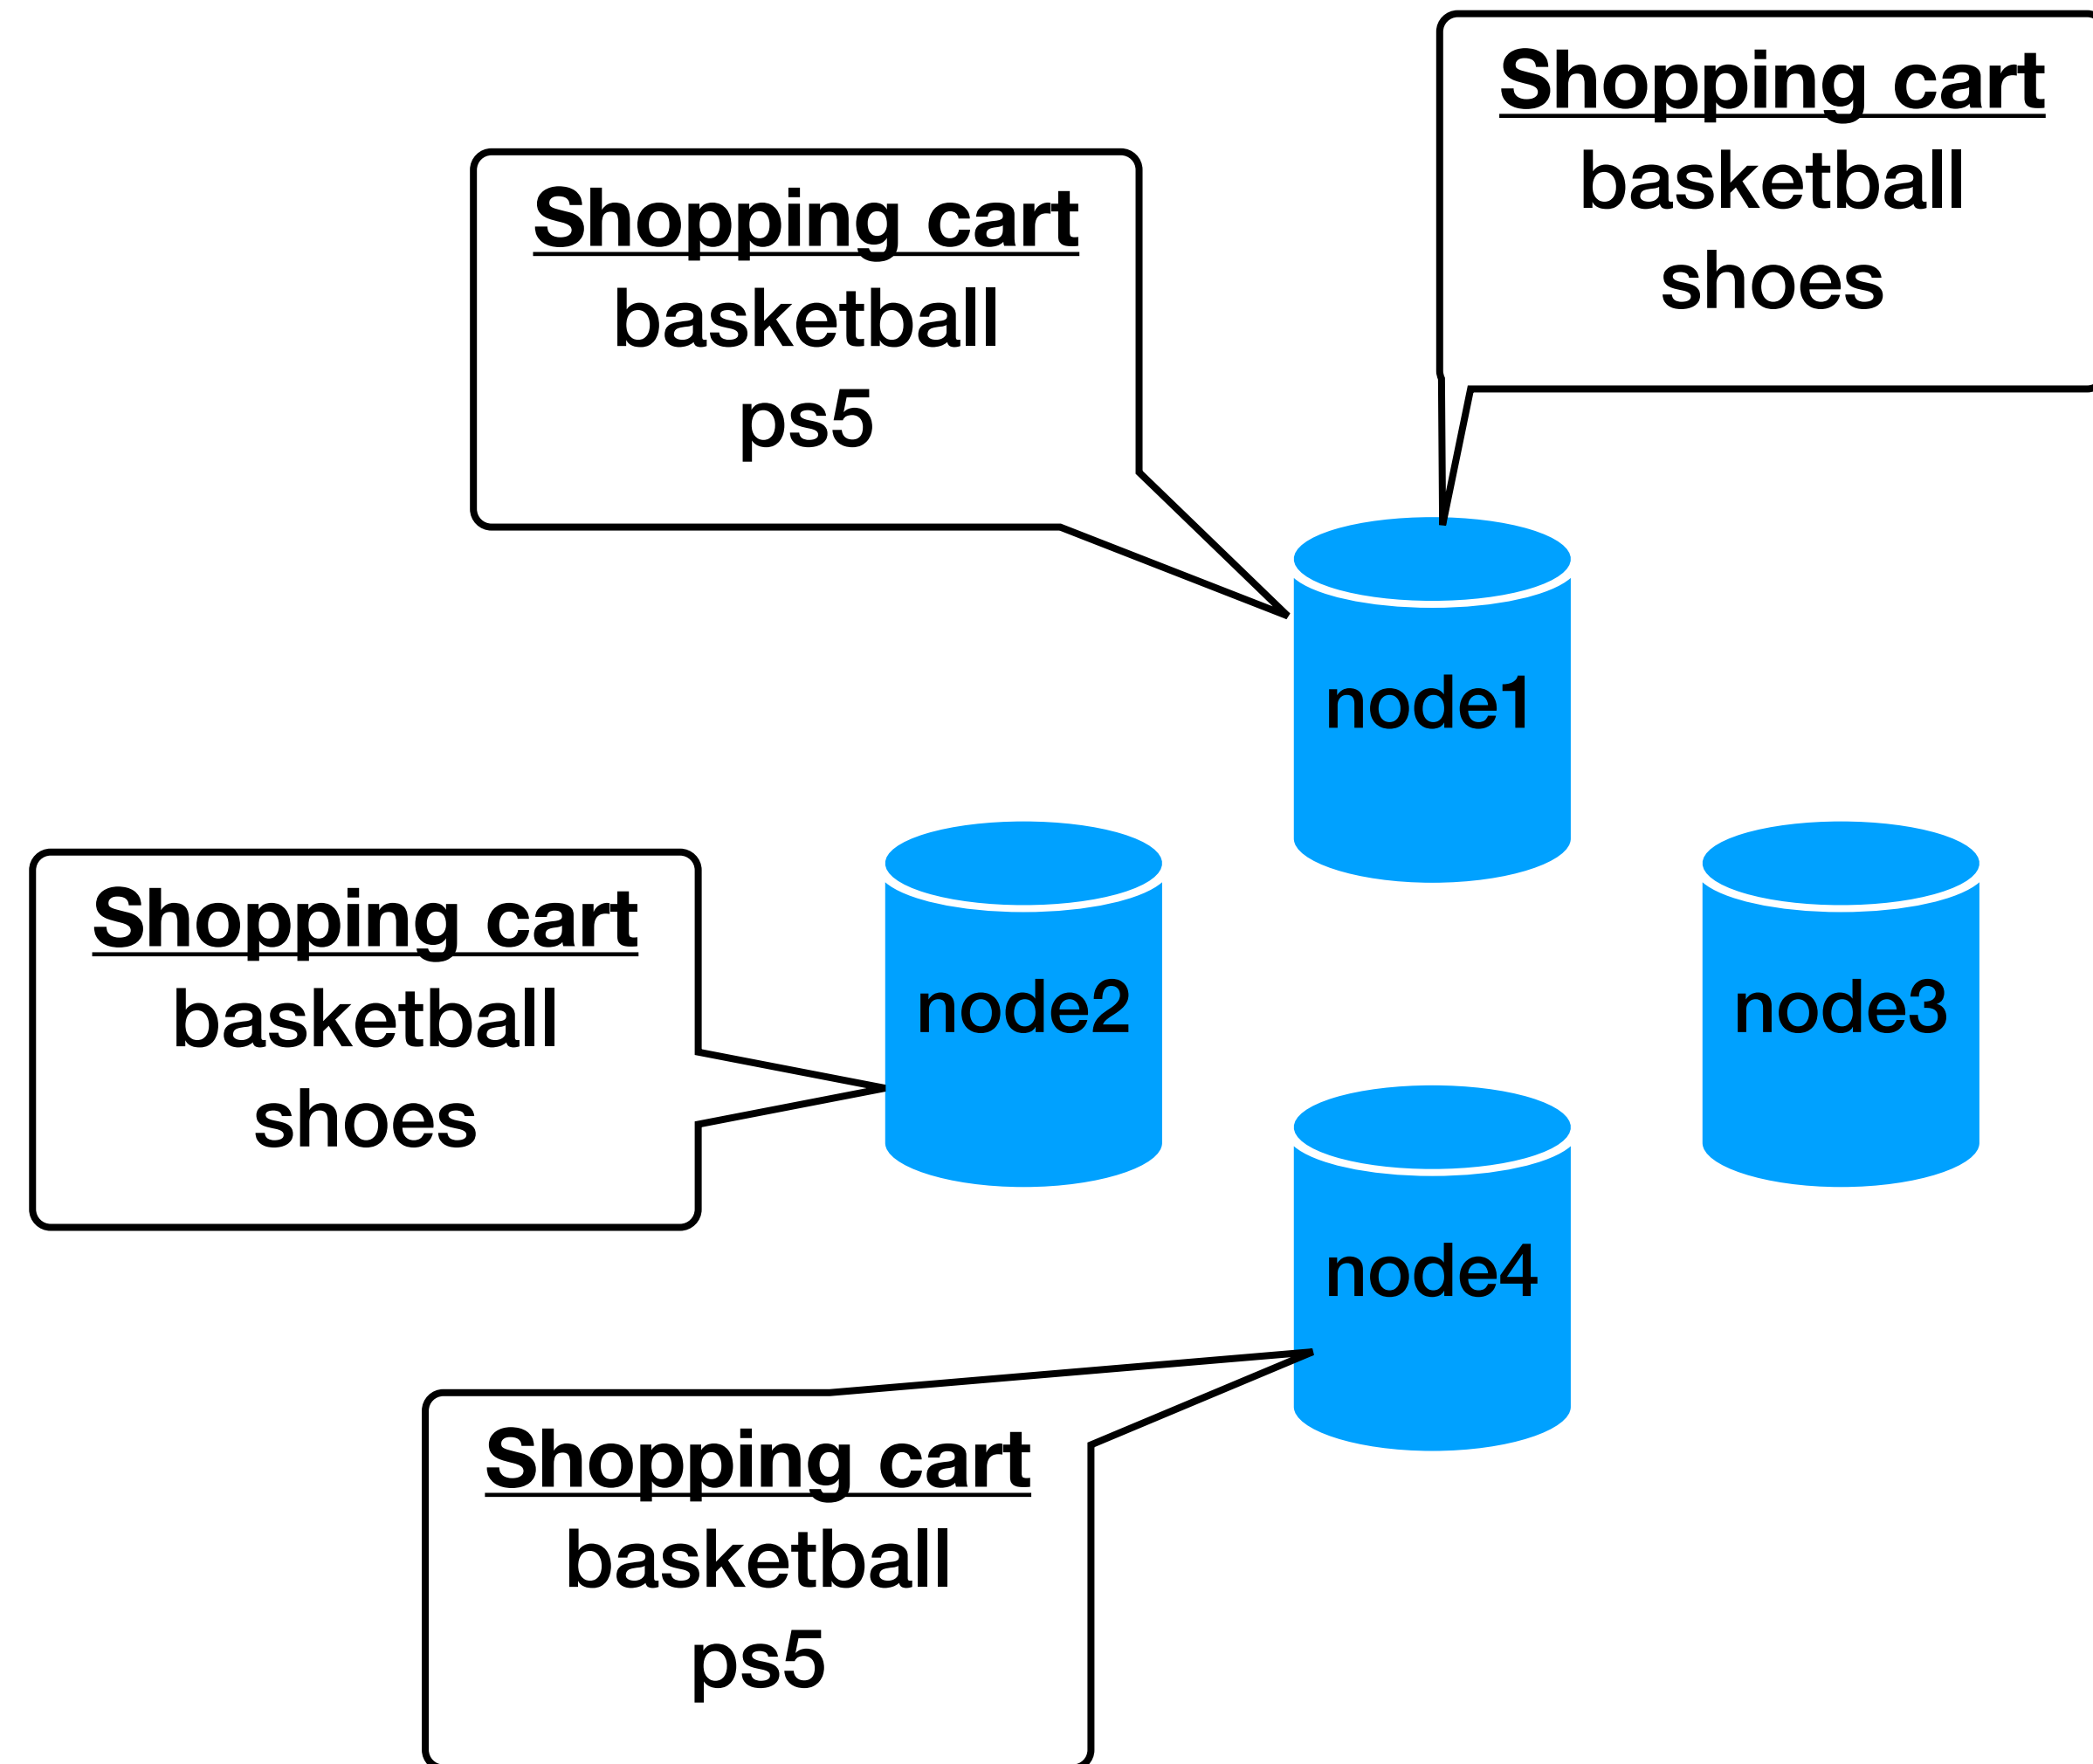 Shopping cart
basketball
shoes
Shopping cart
basketball
ps5
node1
Shopping cart
basketball
shoes
node2
node3
node4
Shopping cart
basketball
ps5